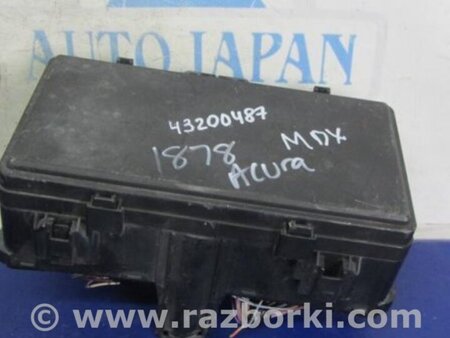 AUTO JAPAN
43200487
MDX
1878
Acura
www.razborki.com